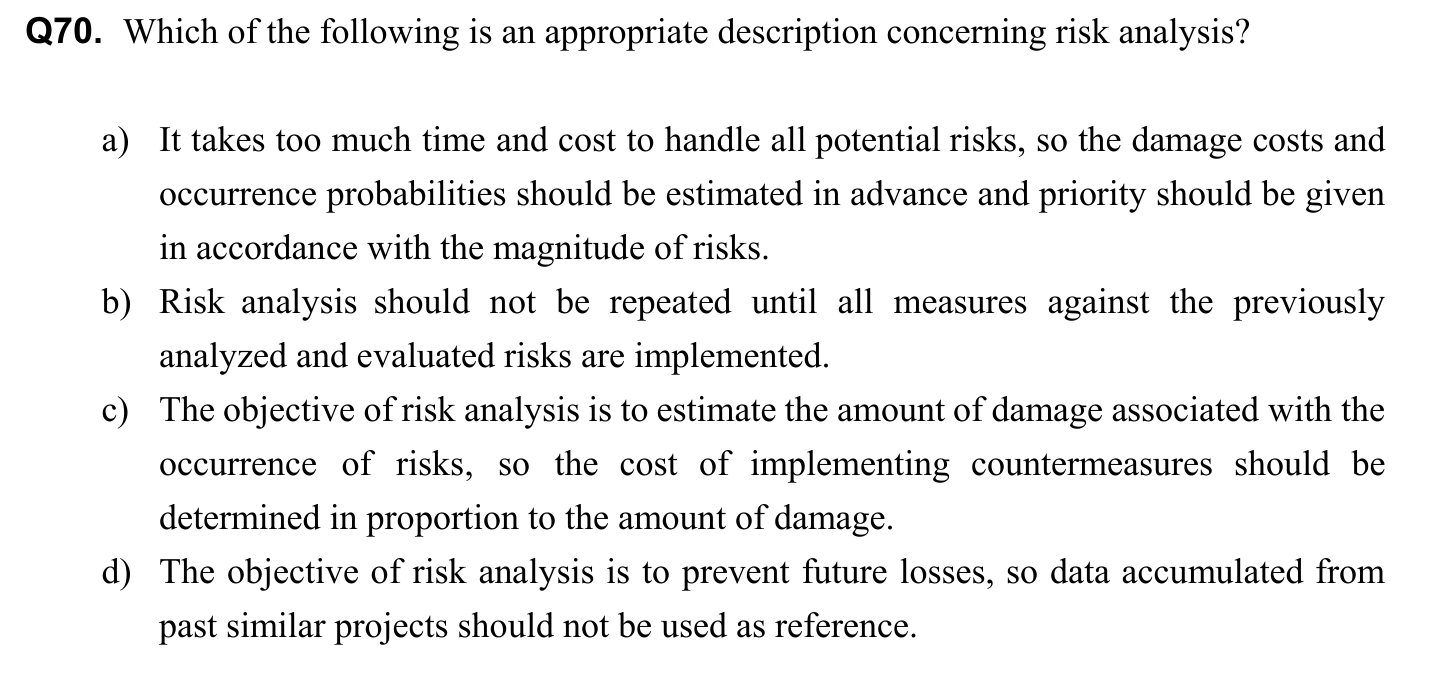 Q70. Which of the following is an appropriate description concerning risk analysis?
a) It takes too much time and cost to handle all potential risks, so the damage costs and
occurrence probabilities should be estimated in advance and priority should be given
in accordance with the magnitude of risks.
b) Risk analysis should not be repeated until all measures against the previously
analyzed and evaluated risks are implemented.
c) The objective of risk analysis is to estimate the amount of damage associated with the
occurrence of risks, so the cost of implementing countermeasures should be
determined in proportion to the amount of damage.
d) The objective of risk analysis is to prevent future losses, so data accumulated from
past similar projects should not be used as reference.